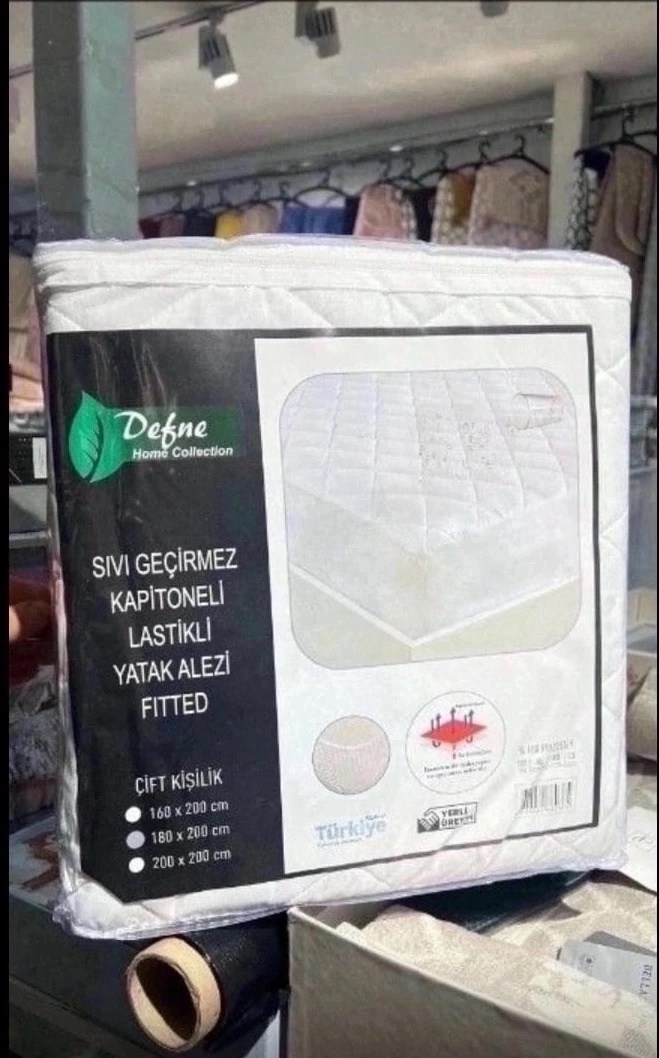 Defne
Home Collection
SIVI GEÇİRMEZ
KAPİTONELİ
LASTİKLİ
YATAK ALEZİ
FITTED
ÇİFT KİŞİLİK
160 x 200 cm
180 x 200 cm
200 x 200 cm
Türkiye
YERLİ
ÜRETİM